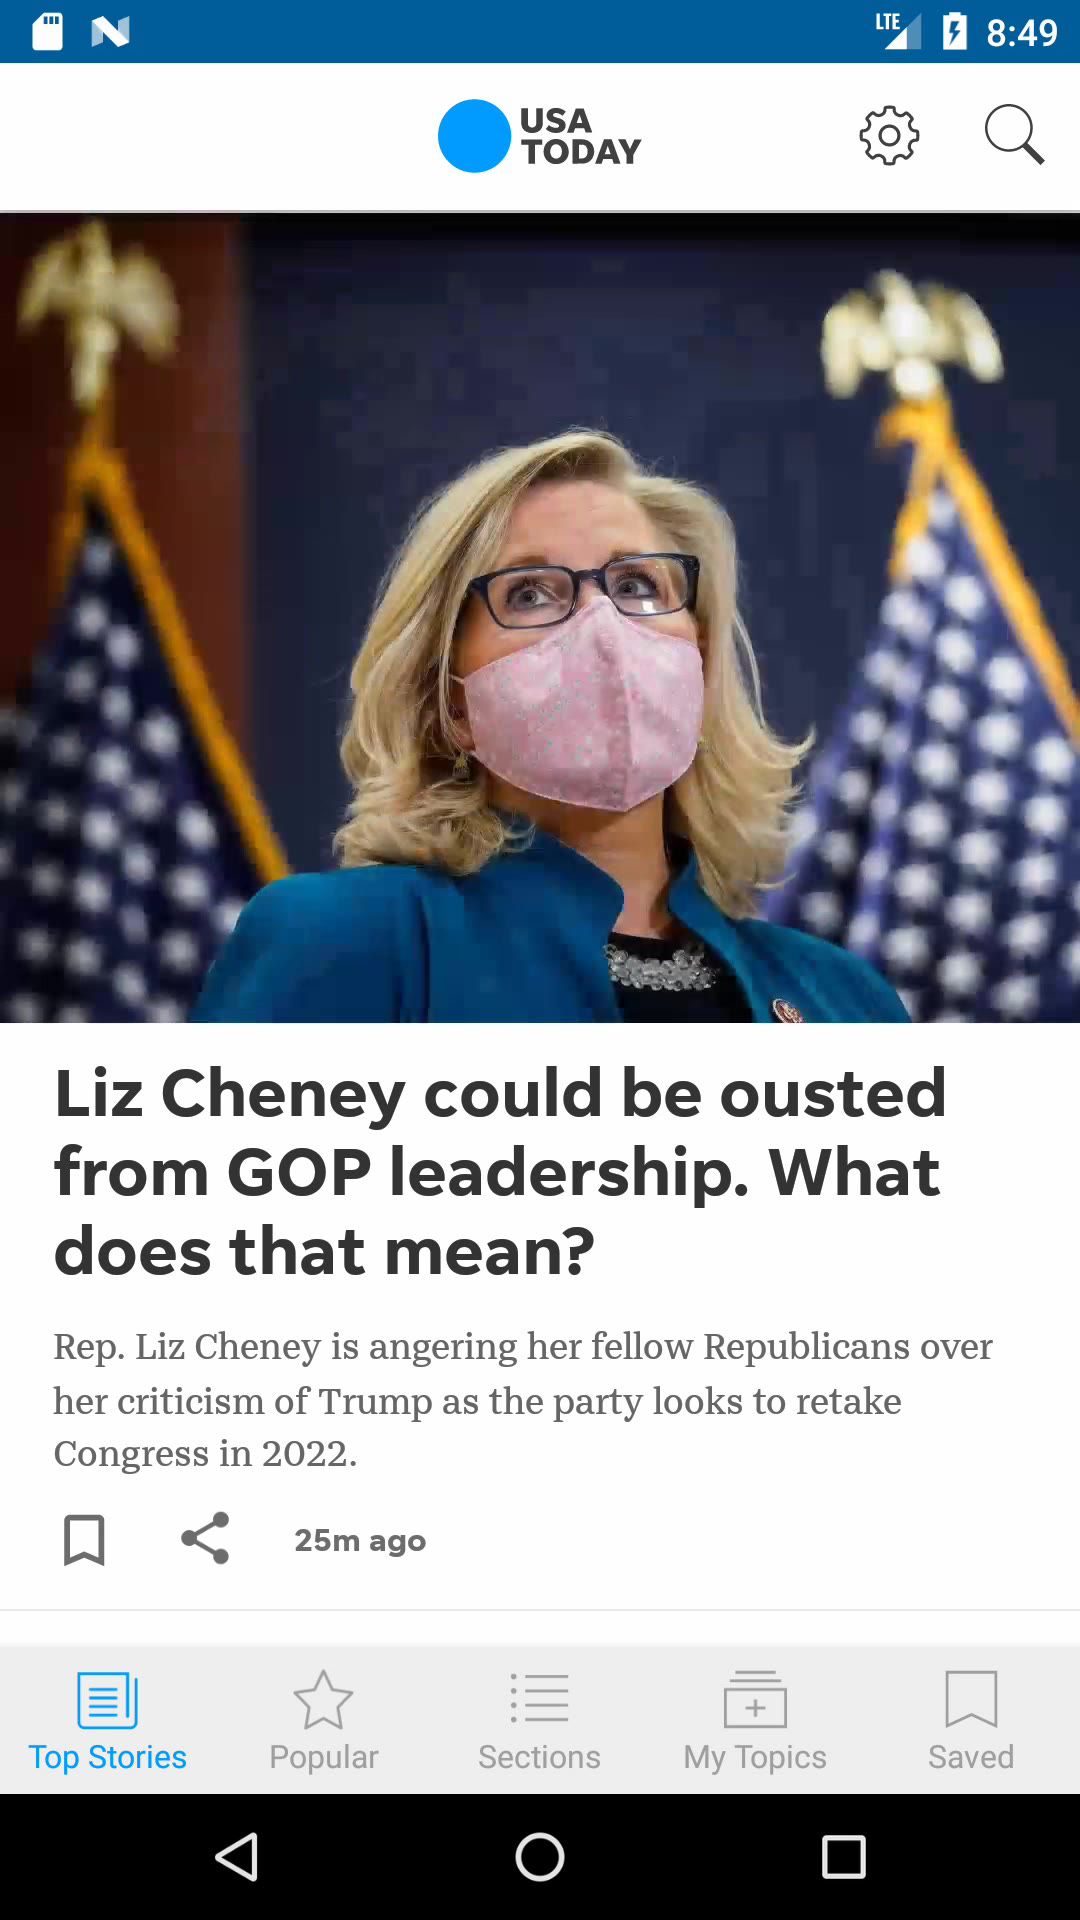 LTE 8:49
USA
TODAY
Liz Cheney could be ousted
from GOP leadership. What
does that mean?
Rep. Liz Cheney is angering her fellow Republicans over
her criticism of Trump as the party looks to retake
Congress in 2022.
25m ago
Top Stories Popular Sections My Topics Saved